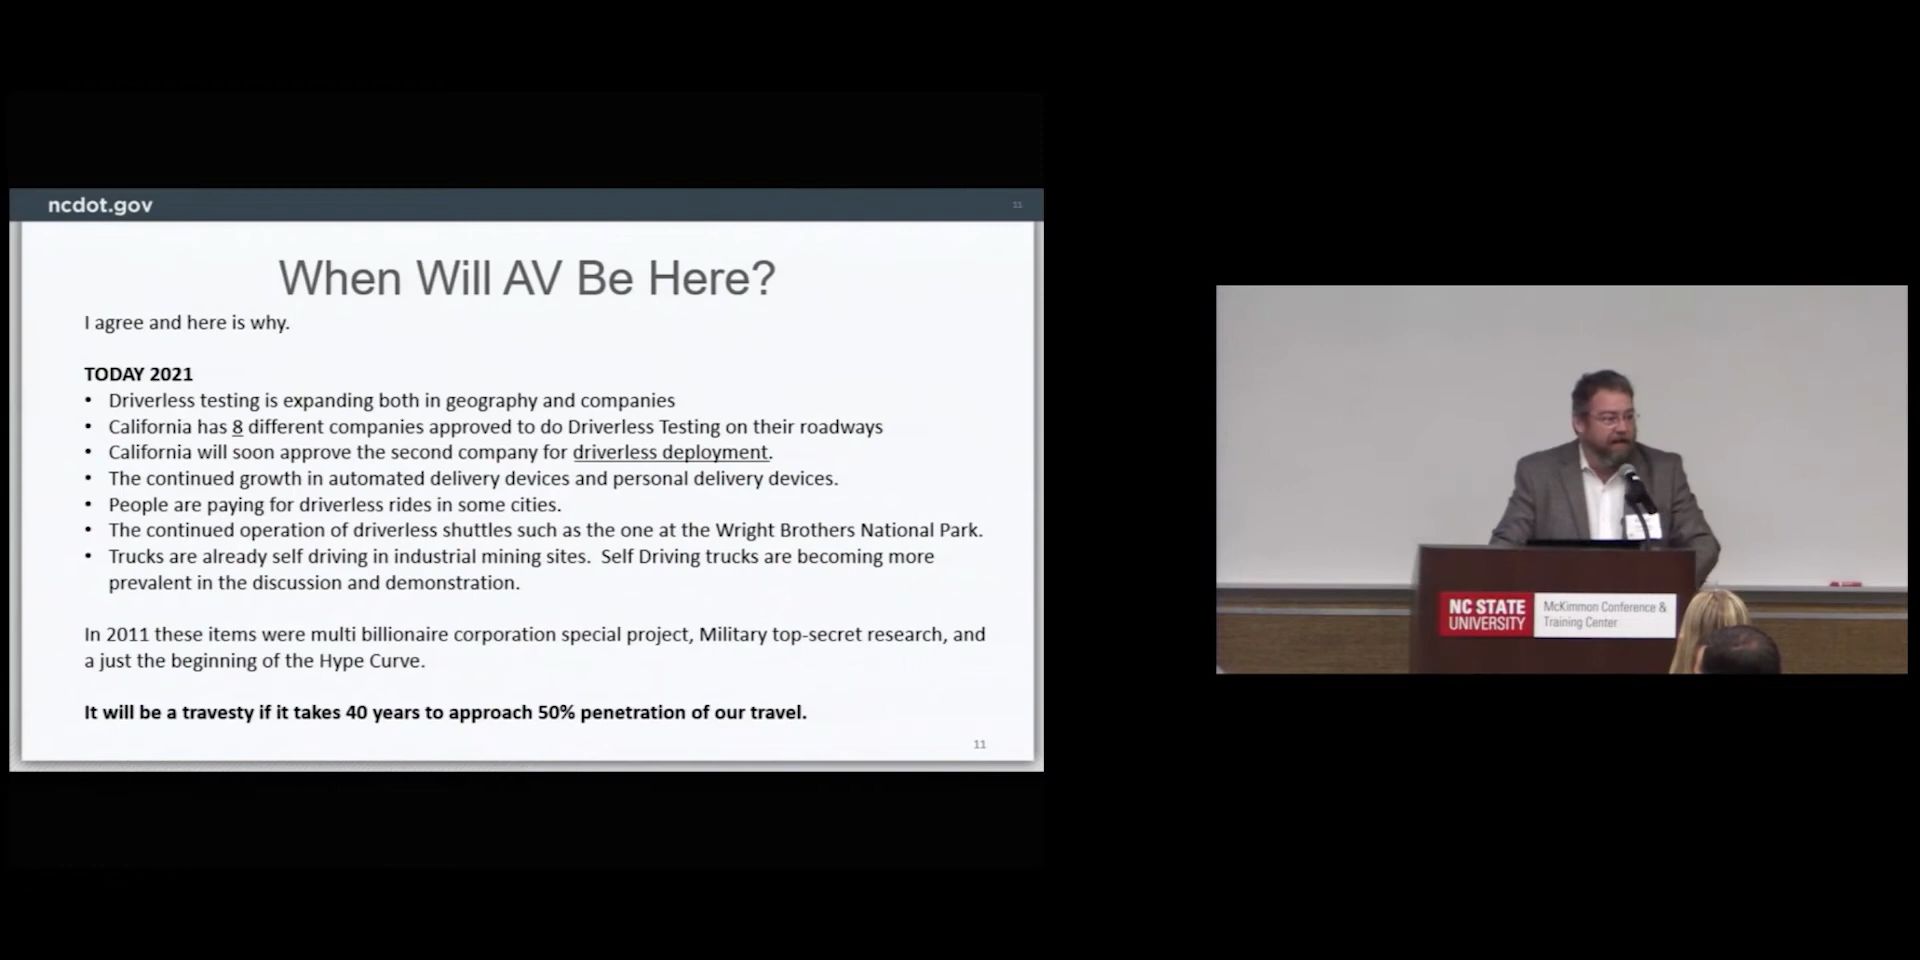 ncdot.gov
11
When Will AV Be Here?
I agree and here is why.
TODAY 2021
• Driverless testing is expanding both in geography and companies
• California has 8 different companies approved to do Driverless Testing on their roadways
• California will soon approve the second company for driverless deployment.
• The continued growth in automated delivery devices and personal delivery devices.
• People are paying for driverless rides in some cities.
• The continued operation of driverless shuttles such as the one at the Wright Brothers National Park.
• Trucks are already self driving in industrial mining sites.  Self Driving trucks are becoming more
prevalent in the discussion and demonstration.
In 2011 these items were multi billionaire corporation special project, Military top-secret research, and
a just the beginning of the Hype Curve.
It will be a travesty if it takes 40 years to approach 50% penetration of our travel.
11
NC STATE
UNIVERSITY
McKimmon Conference &
Training Center